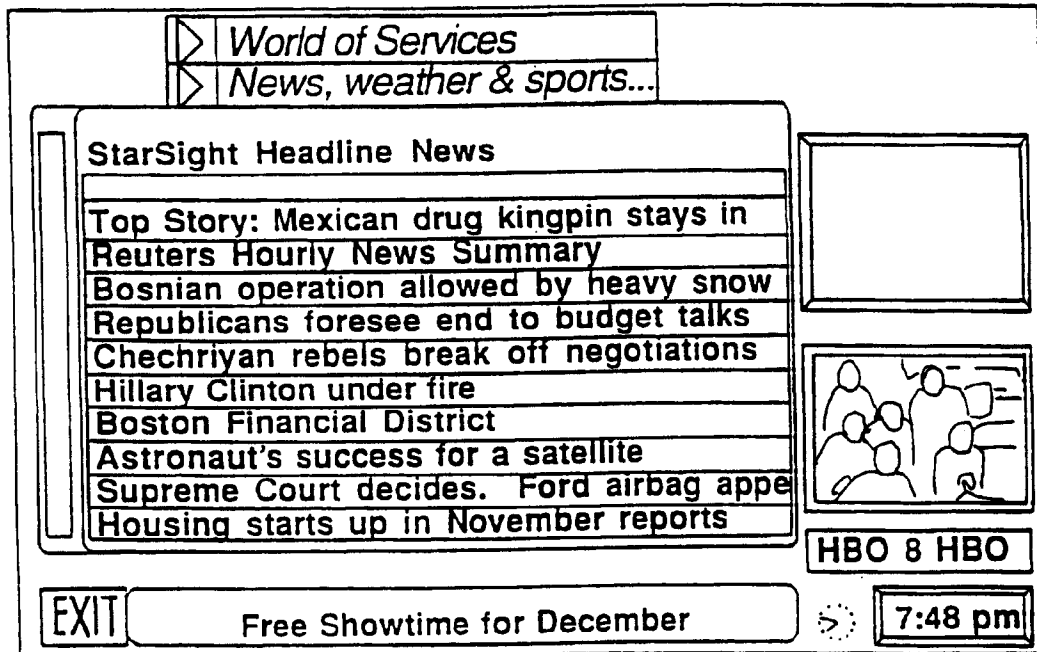 World of Services
News, weather & sports...
StarSight Headline News
Top Story: Mexican drug kingpin stays in
Reuters Hourly News Summary
Bosnian operation allowed by heavy snow
Republicans foresee end to budget talks
Chechriyan rebels break off negotiations
Hillary Clinton under fire
Boston Financial District
Astronaut's success for a satellite
Supreme Court decides. Ford airbag appe
Housing starts up in November reports
HBO 8 HBO
EXIT
Free Showtime for December
7:48 pm